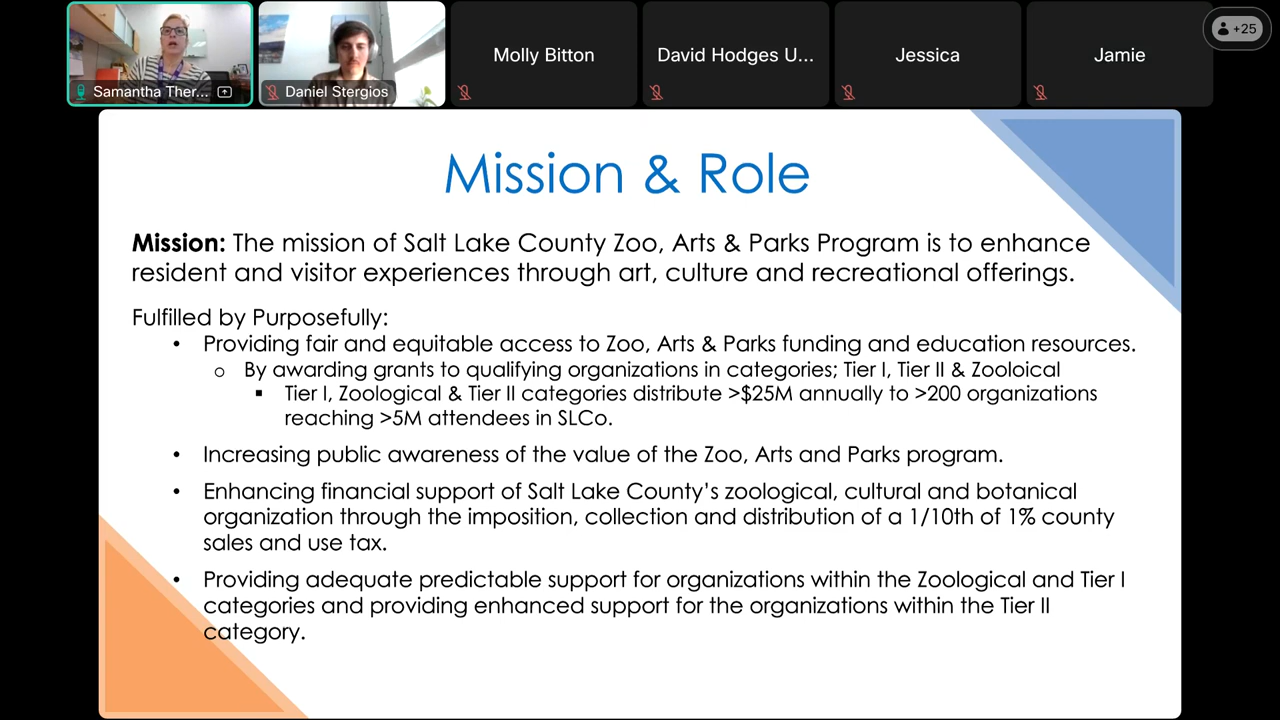 Samantha Ther...
Daniel Stergios
Molly Bitton
David Hodges U...
Jessica
Jamie
+25
Mission & Role
Mission: The mission of Salt Lake County Zoo, Arts & Parks Program is to enhance
resident and visitor experiences through art, culture and recreational offerings.
Fulfilled by Purposefully:
• Providing fair and equitable access to Zoo, Arts & Parks funding and education resources.
o By awarding grants to qualifying organizations in categories; Tier I, Tier II & Zooloical
▪ Tier I, Zoological & Tier II categories distribute >$25M annually to >200 organizations
reaching >5M attendees in SLCo.
• Increasing public awareness of the value of the Zoo, Arts and Parks program.
• Enhancing financial support of Salt Lake County’s zoological, cultural and botanical
organization through the imposition, collection and distribution of a 1/10th of 1% county
sales and use tax.
• Providing adequate predictable support for organizations within the Zoological and Tier I
categories and providing enhanced support for the organizations within the Tier II
category.